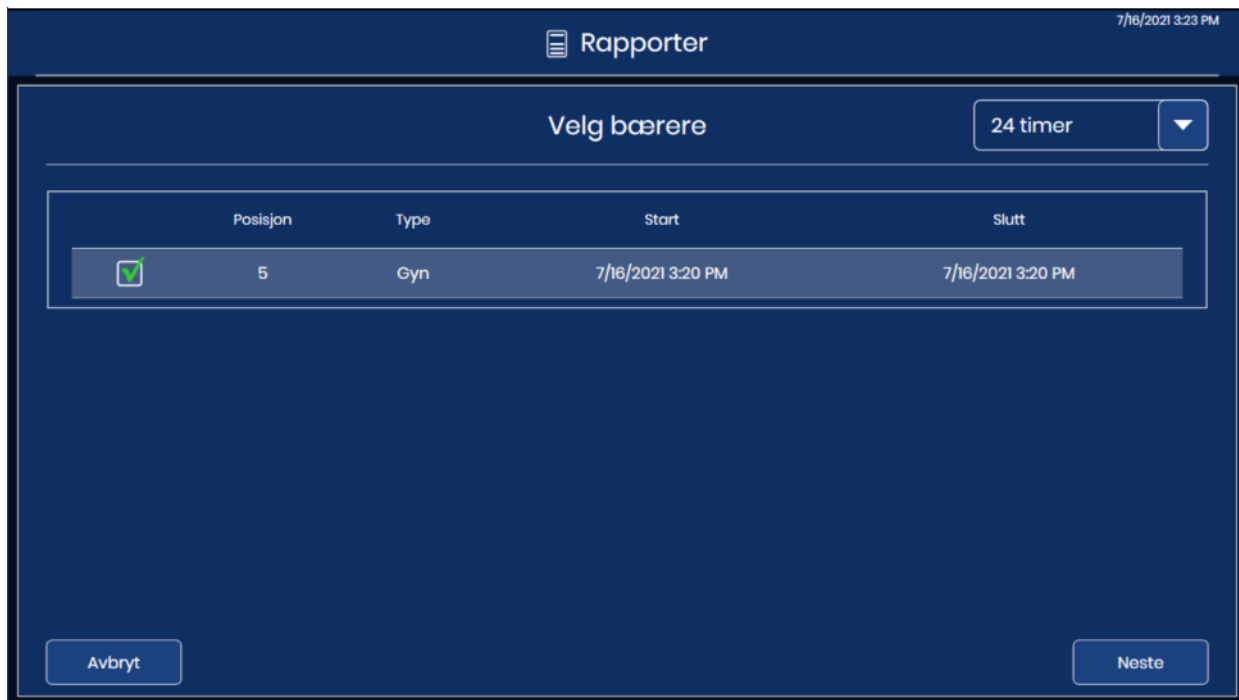 7/16/2021 3:23 PM
Rapporter
Velg bærere
24 timer
Posisjon Type Start Slutt
5 Gyn 7/16/2021 3:20 PM 7/16/2021 3:20 PM
Avbryt Neste